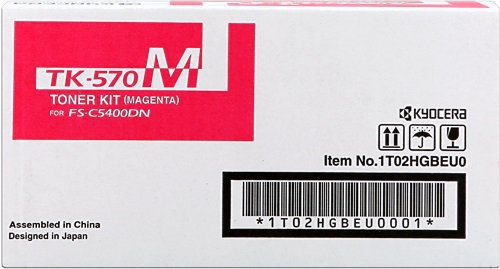 TK-570 M
TONER KIT (MAGENTA)
FOR FS-C5400DN
KYOCERA
Item No.1T02HGBEU0
*1T02HGBEU0001*
Assembled in China
Designed in Japan